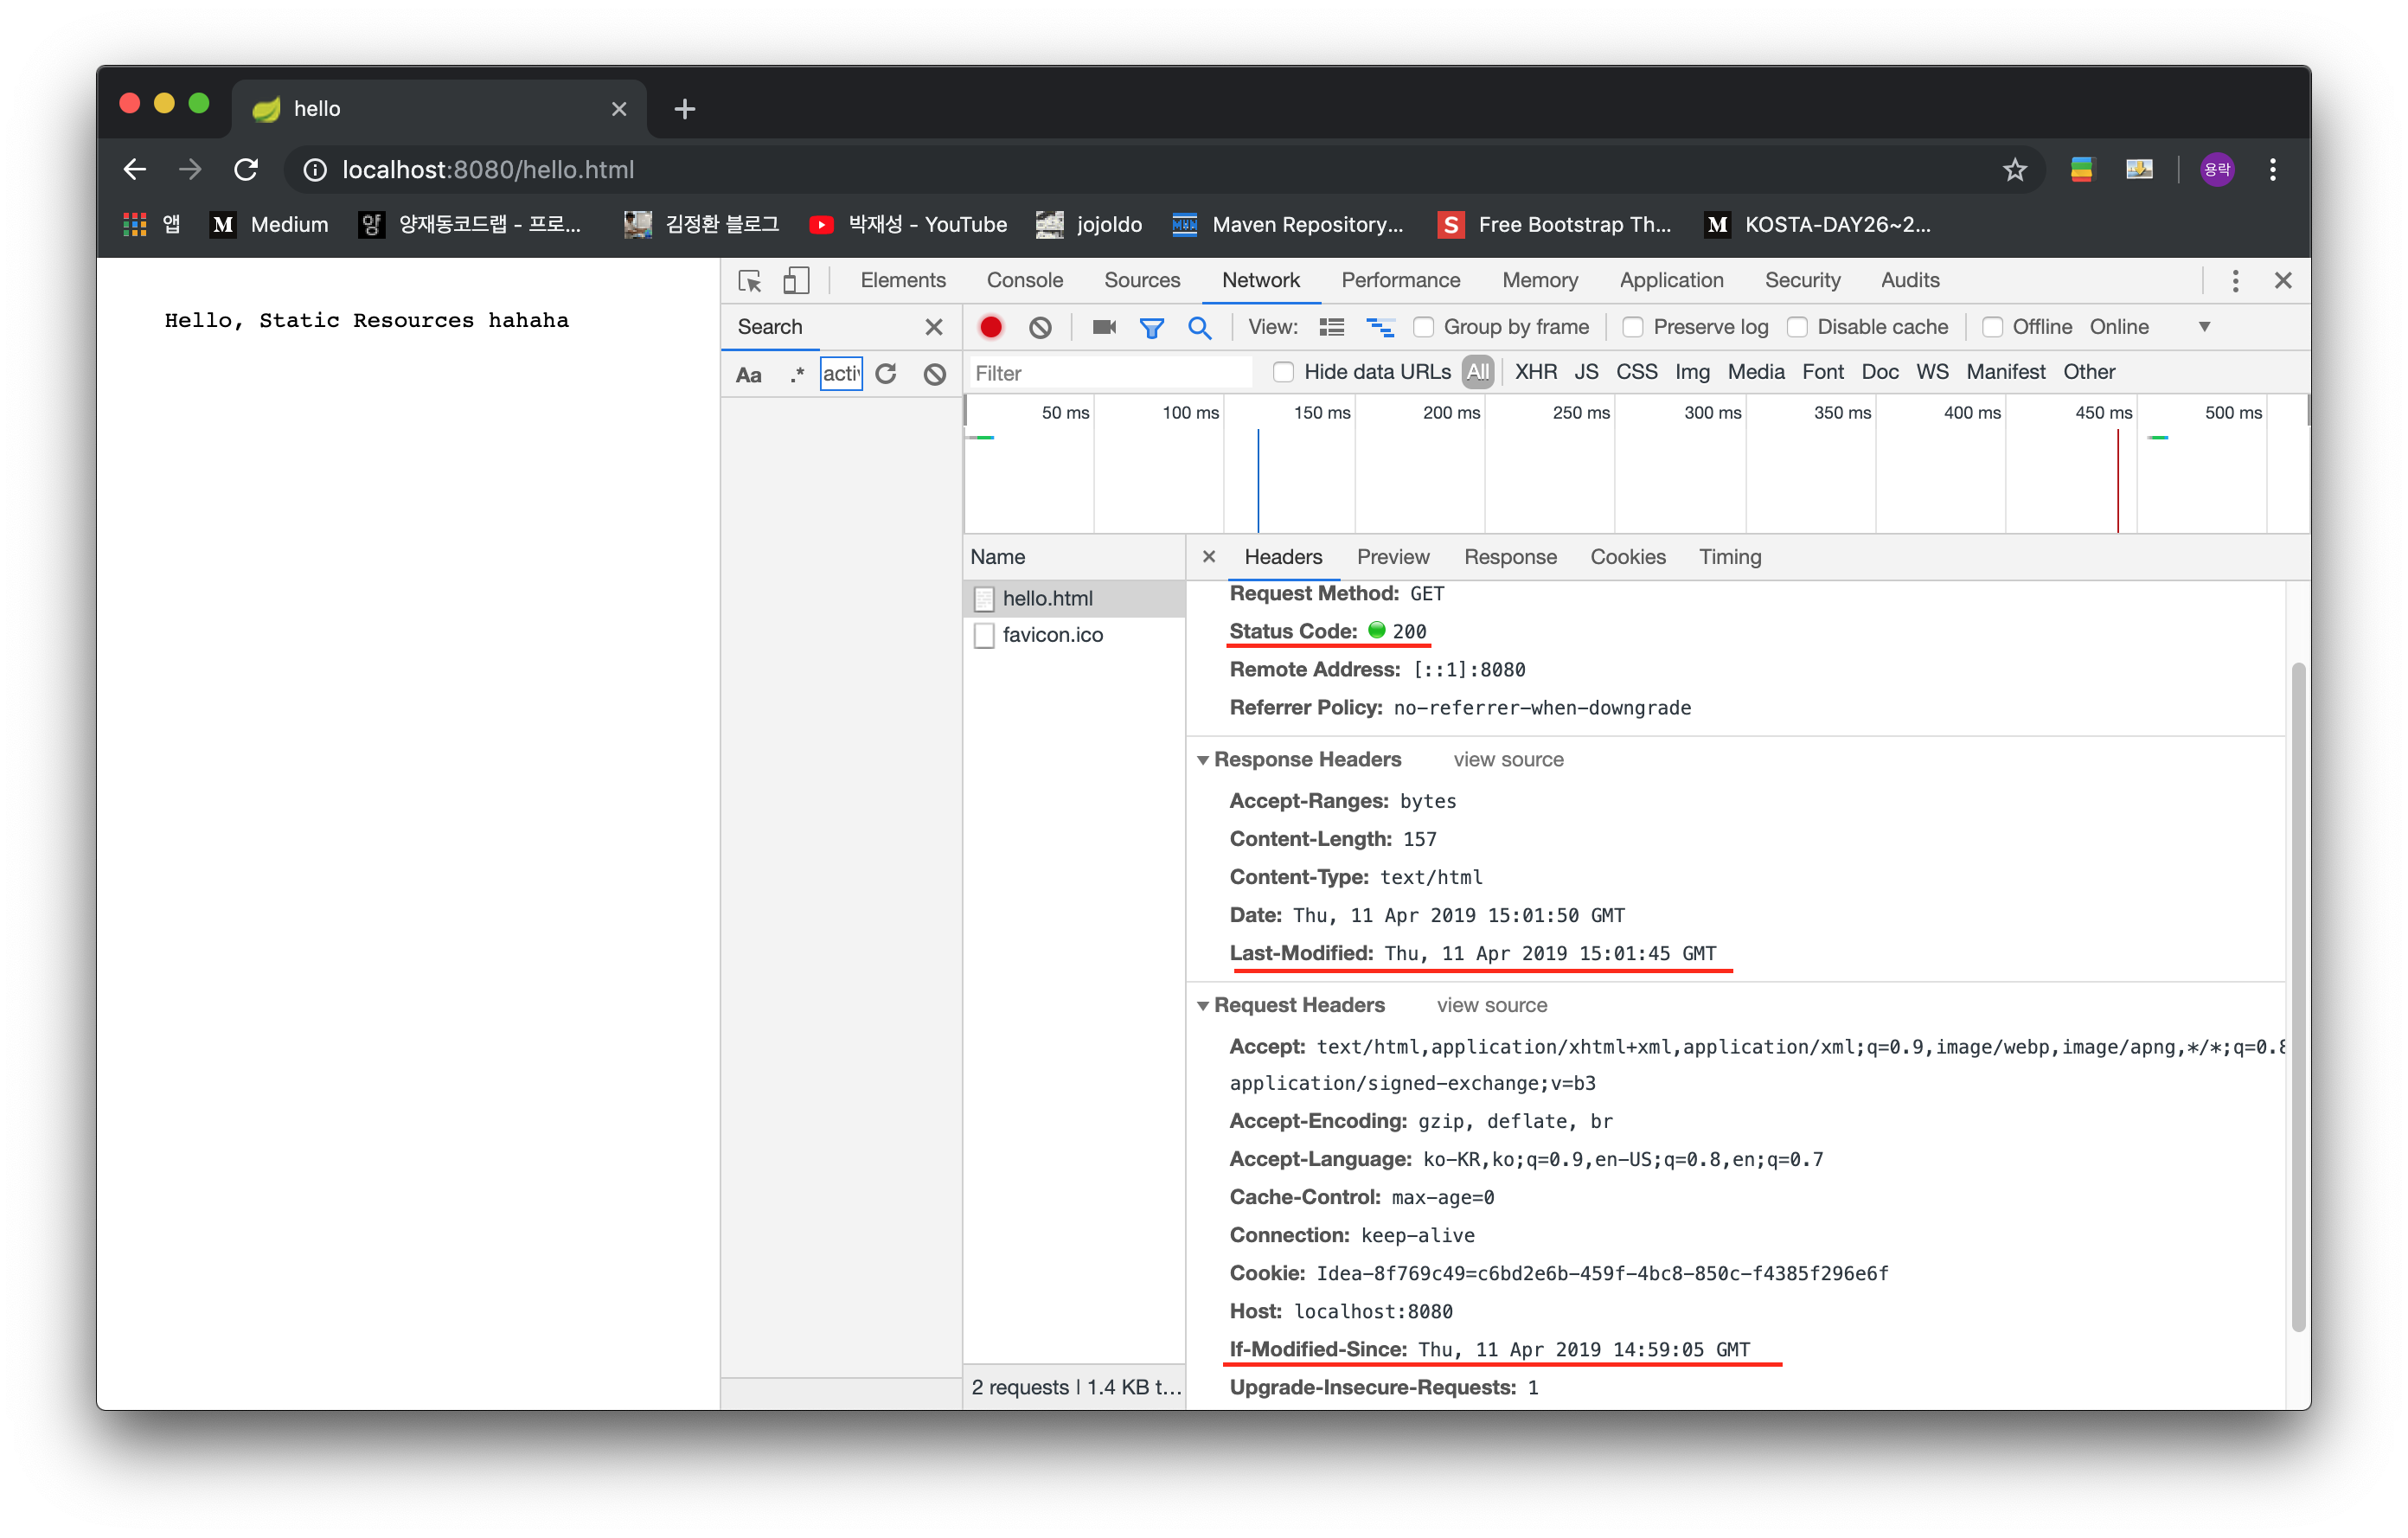 hello
localhost:8080/hello.html
앱 Medium 양재동코드랩 - 프로... 김정환 블로그 박재성 - YouTube jojoldo Maven Repository... Free Bootstrap Th... KOSTA-DAY26~2...
용락
Hello, Static Resources hahaha
Elements Console Sources Network Performance Memory Application Security Audits
Search
View: Group by frame Preserve log Disable cache Offline Online
Aa .*
Filter Hide data URLs All XHR JS CSS Img Media Font Doc WS Manifest Other
50 ms 100 ms 150 ms 200 ms 250 ms 300 ms 350 ms 400 ms 450 ms 500 ms
Name
hello.html
favicon.ico
2 requests | 1.4 KB t...
Headers Preview Response Cookies Timing
Request Method: GET
Status Code: 200
Remote Address: [::1]:8080
Referrer Policy: no-referrer-when-downgrade
Response Headers view source
Accept-Ranges: bytes
Content-Length: 157
Content-Type: text/html
Date: Thu, 11 Apr 2019 15:01:50 GMT
Last-Modified: Thu, 11 Apr 2019 15:01:45 GMT
Request Headers view source
Accept: text/html,application/xhtml+xml,application/xml;q=0.9,image/webp,image/apng,*/*;q=0.8
application/signed-exchange;v=b3
Accept-Encoding: gzip, deflate, br
Accept-Language: ko-KR,ko;q=0.9,en-US;q=0.8,en;q=0.7
Cache-Control: max-age=0
Connection: keep-alive
Cookie: Idea-8f769c49=c6bd2e6b-459f-4bc8-850c-f4385f296e6f
Host: localhost:8080
If-Modified-Since: Thu, 11 Apr 2019 14:59:05 GMT
Upgrade-Insecure-Requests: 1